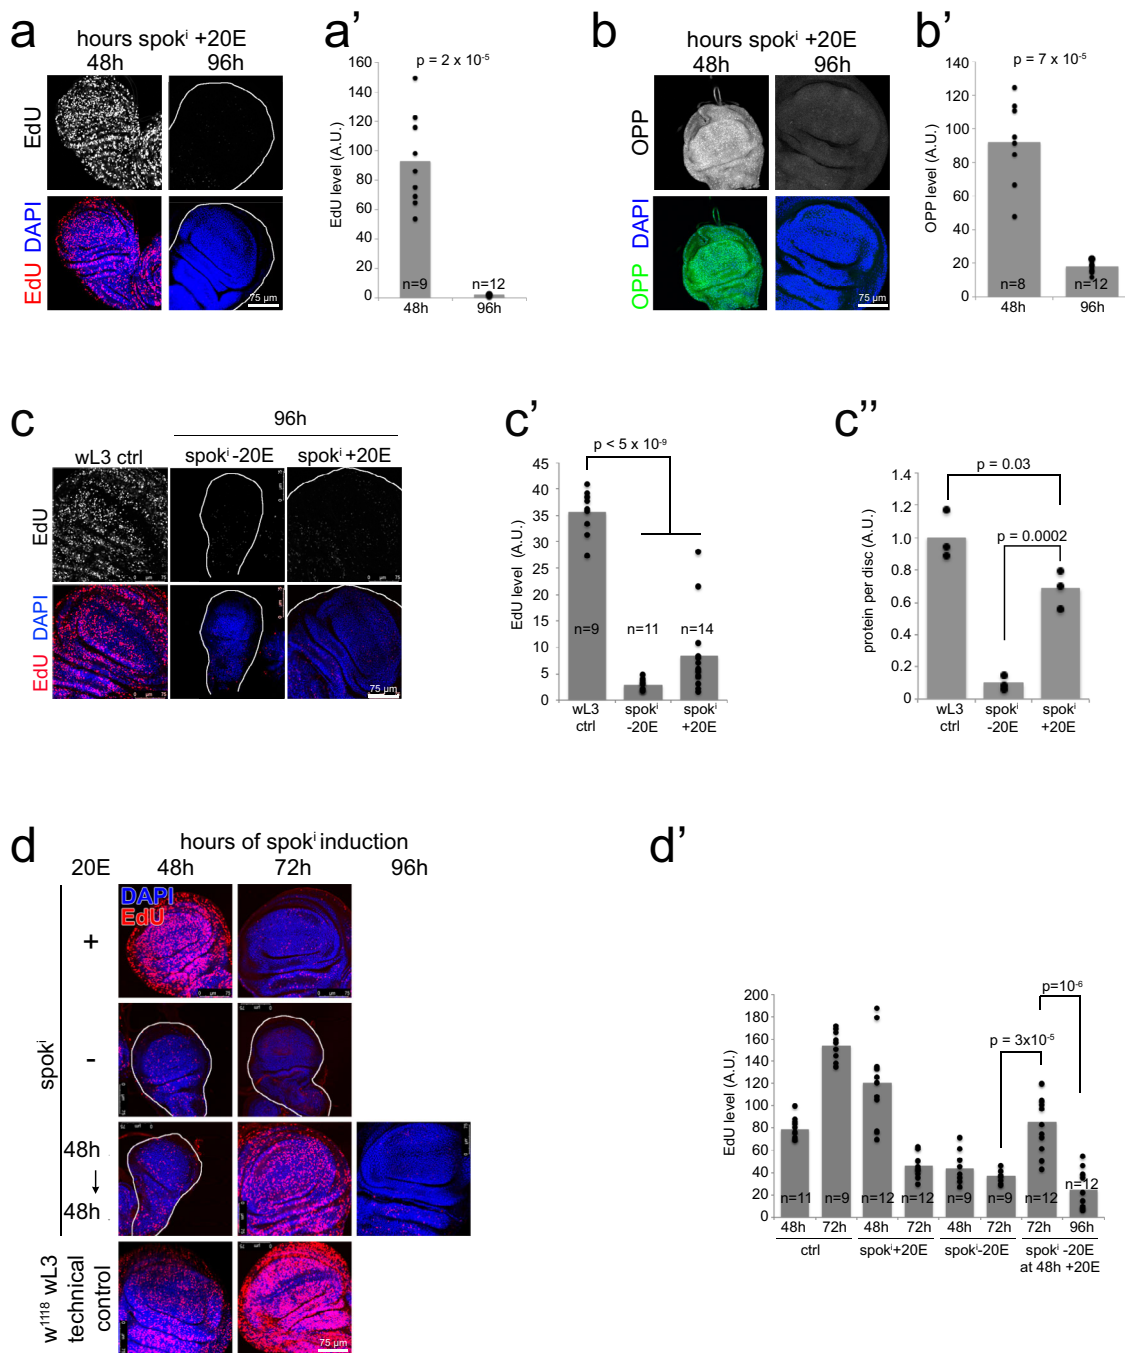 a
hours spokⁱ +20E
48h 96h
EdU
EdU DAPI
75 µm
a'
p = 2 x 10⁻⁵
EdU level (A.U.)
160
140
120
100
80
60
40
20
0
n=9 n=12
48h 96h
b
hours spokⁱ +20E
48h 96h
OPP
OPP DAPI
75 µm
b'
p = 7 x 10⁻⁵
OPP level (A.U.)
140
120
100
80
60
40
20
0
n=8 n=12
48h 96h
c
96h
wL3 ctrl spokⁱ -20E spokⁱ +20E
EdU
EdU DAPI
0 µm 75
75 µm
c'
p < 5 x 10⁻⁹
EdU level (A.U.)
45
40
35
30
25
20
15
10
5
0
n=9 n=11 n=14
wL3 ctrl
spokⁱ -20E
spokⁱ +20E
c''
p = 0.03
p = 0.0002
protein per disc (A.U.)
1.4
1.2
1.0
0.8
0.6
0.4
0.2
0
wL3 ctrl
spokⁱ -20E
spokⁱ +20E
d
hours of spokⁱ induction
20E 48h 72h 96h
DAPI
EdU
spokⁱ
+
-
48h
↓
48h
w¹¹¹⁸ wL3
technical
control
0 µm 75
75 µm
d'
p=10⁻⁶
p = 3x10⁻⁵
EdU level (A.U.)
200
180
160
140
120
100
80
60
40
20
0
n=11 n=9 n=12 n=12 n=9 n=9 n=12 n=12
48h 72h 48h 72h 48h 72h 72h 96h
ctrl spokⁱ+20E spokⁱ-20E spokⁱ -20E
at 48h +20E